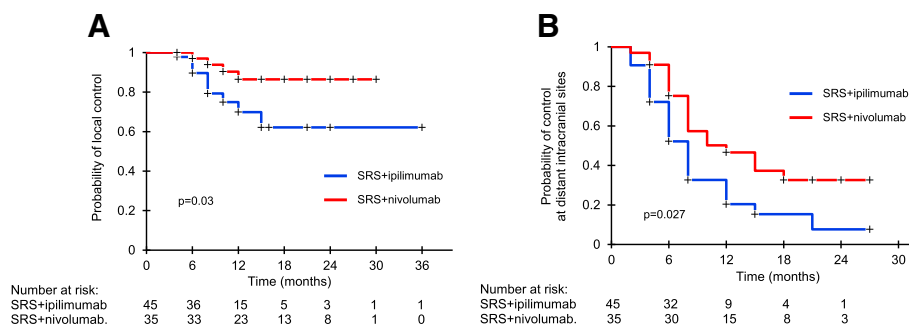 A
Probability of local control
1
0.8
0.6
0.4
0.2
0
SRS+ipilimumab
SRS+nivolumab
p=0.03
0 6 12 18 24 30 36
Time (months)
Number at risk:
SRS+ipilimumab 45 36 15 5 3 1 1
SRS+nivolumab. 35 33 23 13 8 1 0
B
Probability of control
at distant intracranial sites
1
0.8
0.6
0.4
0.2
0
SRS+ipilimumab
SRS+nivolumab
p=0.027
0 6 12 18 24 30
Time (months)
Number at risk:
SRS+ipilimumab 45 32 9 4 1
SRS+nivolumab. 35 30 15 8 3